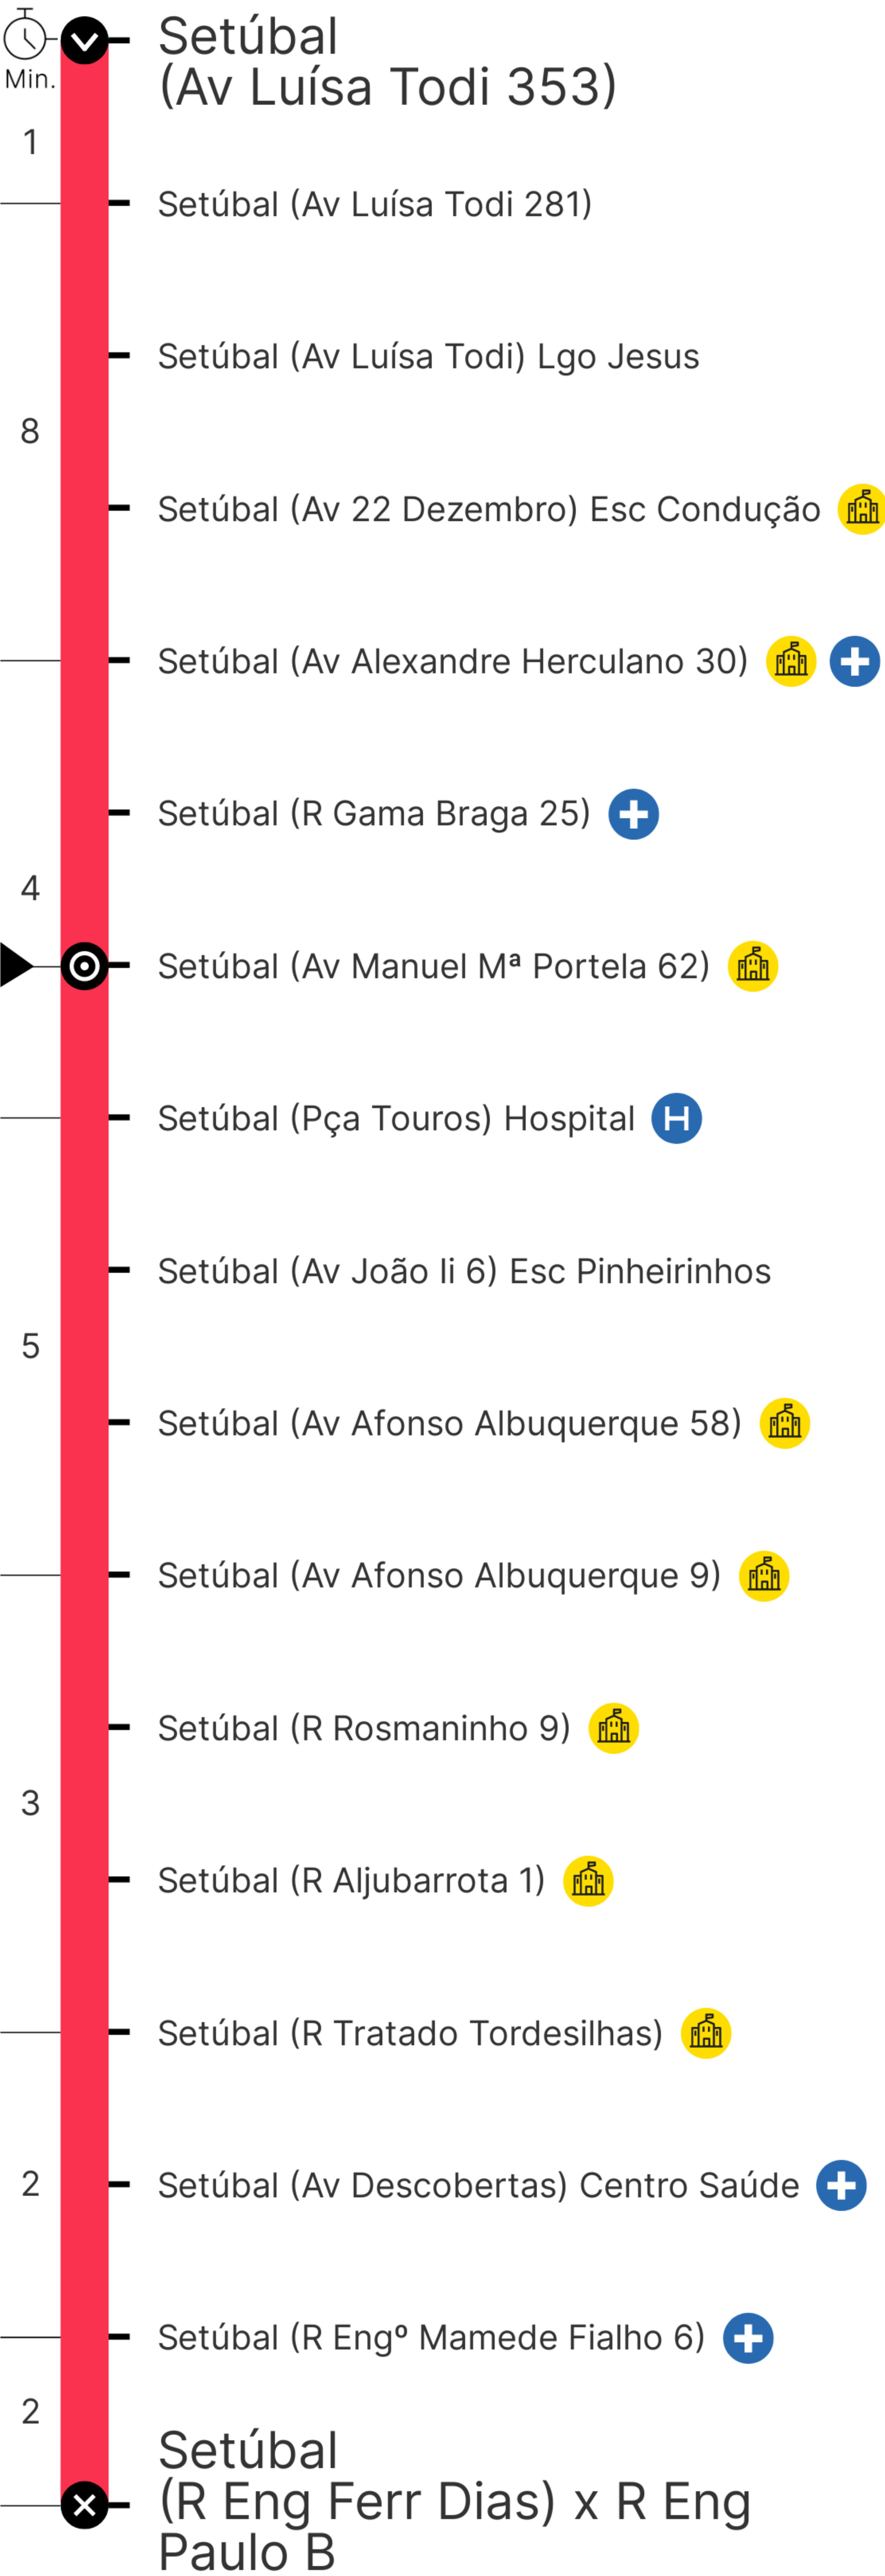 Setúbal
(Av Luísa Todi 353)
Min.
1
Setúbal (Av Luísa Todi 281)
Setúbal (Av Luísa Todi) Lgo Jesus
8
Setúbal (Av 22 Dezembro) Esc Condução
Setúbal (Av Alexandre Herculano 30)
Setúbal (R Gama Braga 25)
4
Setúbal (Av Manuel Mª Portela 62)
Setúbal (Pça Touros) Hospital H
Setúbal (Av João Ii 6) Esc Pinheirinhos
5
Setúbal (Av Afonso Albuquerque 58)
Setúbal (Av Afonso Albuquerque 9)
Setúbal (R Rosmaninho 9)
3
Setúbal (R Aljubarrota 1)
Setúbal (R Tratado Tordesilhas)
2
Setúbal (Av Descobertas) Centro Saúde
Setúbal (R Engº Mamede Fialho 6)
2
Setúbal
(R Eng Ferr Dias) x R Eng
Paulo B